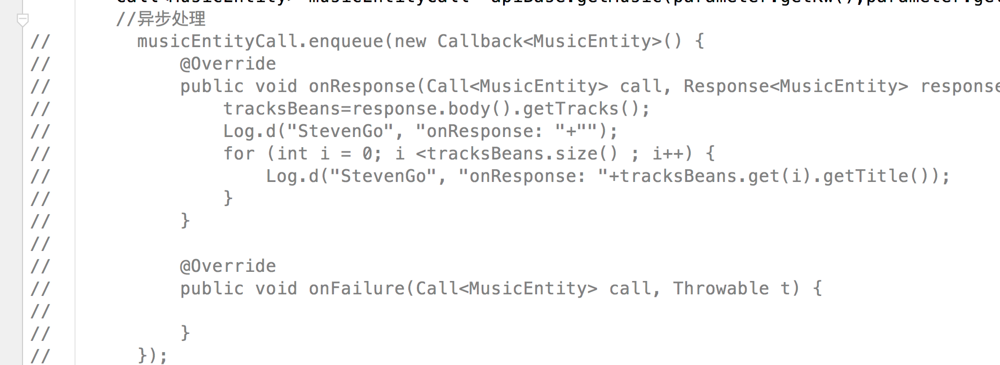 //异步处理
// musicEntityCall.enqueue(new Callback<MusicEntity>() {
// @Override
// public void onResponse(Call<MusicEntity> call, Response<MusicEntity> response
// tracksBeans=response.body().getTracks();
// Log.d("StevenGo", "onResponse: "+"");
// for (int i = 0; i <tracksBeans.size() ; i++) {
// Log.d("StevenGo", "onResponse: "+tracksBeans.get(i).getTitle());
// }
// }
//
// @Override
// public void onFailure(Call<MusicEntity> call, Throwable t) {
//
// }
// });